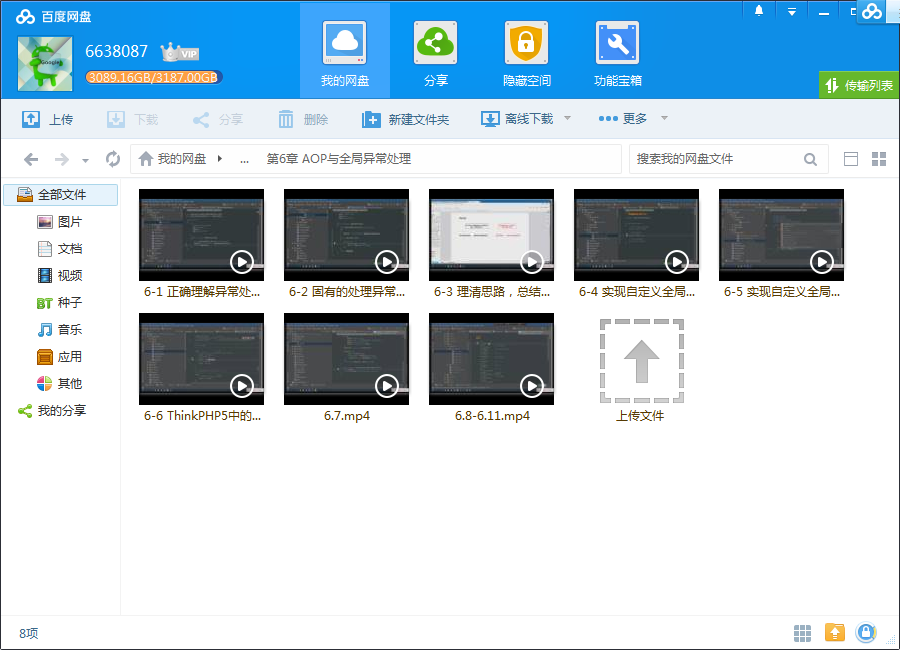 百度网盘
6638087 VIP
3089.16GB/3187.00GB
Google
我的网盘 分享 隐藏空间 功能宝箱
传输列表
上传 下载 分享 删除 新建文件夹 离线下载 更多
我的网盘 ... 第6章 AOP与全局异常处理
搜索我的网盘文件
全部文件
图片
文档
视频
BT 种子
音乐
应用
其他
我的分享
6-1 正确理解异常处... 6-2 固有的处理异常... 6-3 理清思路，总结... 6-4 实现自定义全局... 6-5 实现自定义全局...
6-6 ThinkPHP5中的... 6.7.mp4 6.8-6.11.mp4 上传文件
8项